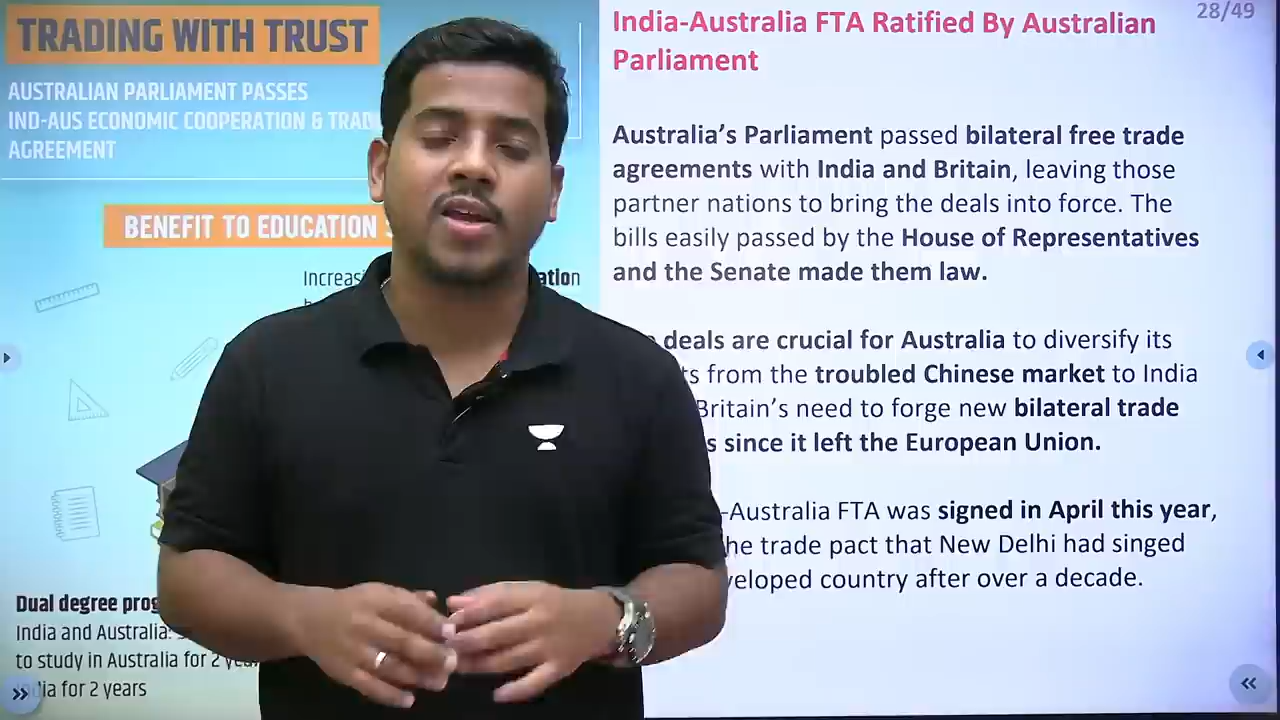 TRADING WITH TRUST
AUSTRALIAN PARLIAMENT PASSES
IND-AUS ECONOMIC COOPERATION & TRAD
AGREEMENT
BENEFIT TO EDUCATION S
Increasi ation
Dual degree prog
India and Australia: s
to study in Australia for 2 yea
India for 2 years
28/49
India-Australia FTA Ratified By Australian
Parliament
Australia’s Parliament passed bilateral free trade
agreements with India and Britain, leaving those
partner nations to bring the deals into force. The
bills easily passed by the House of Representatives
and the Senate made them law.
deals are crucial for Australia to diversify its
ts from the troubled Chinese market to India
Britain’s need to forge new bilateral trade
s since it left the European Union.
-Australia FTA was signed in April this year,
he trade pact that New Delhi had singed
veloped country after over a decade.